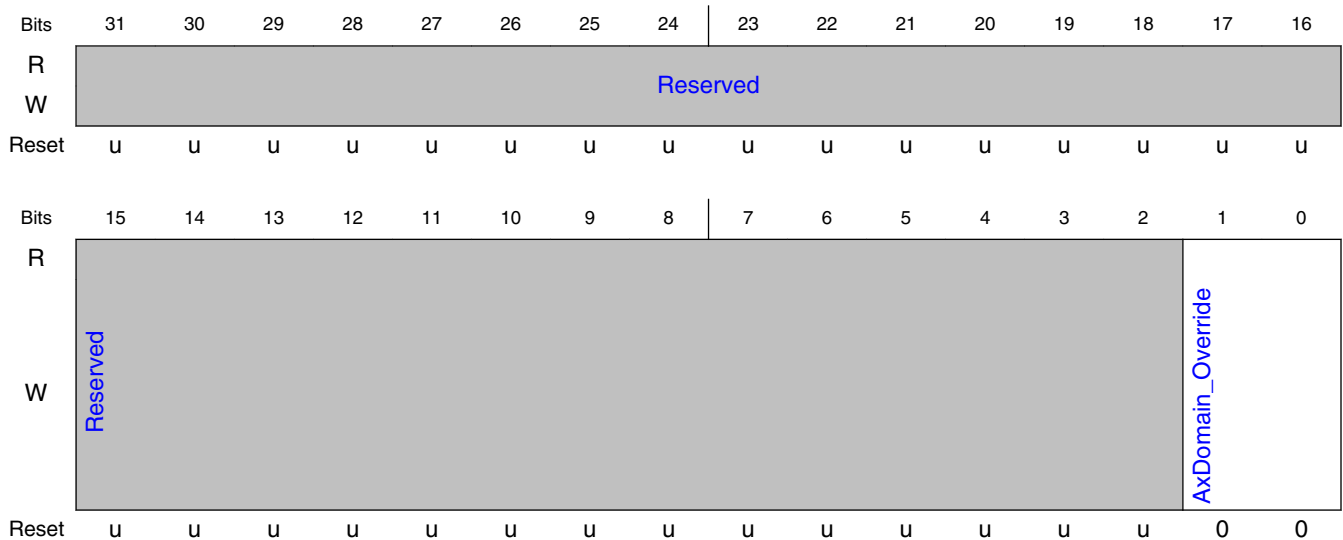 Bits 31 30 29 28 27 26 25 24 23 22 21 20 19 18 17 16
R
Reserved
W
Reset u u u u u u u u u u u u u u u u
Bits 15 14 13 12 11 10 9 8 7 6 5 4 3 2 1 0
R
Reserved
AxDomain_Override
W
Reset u u u u u u u u u u u u u u 0 0